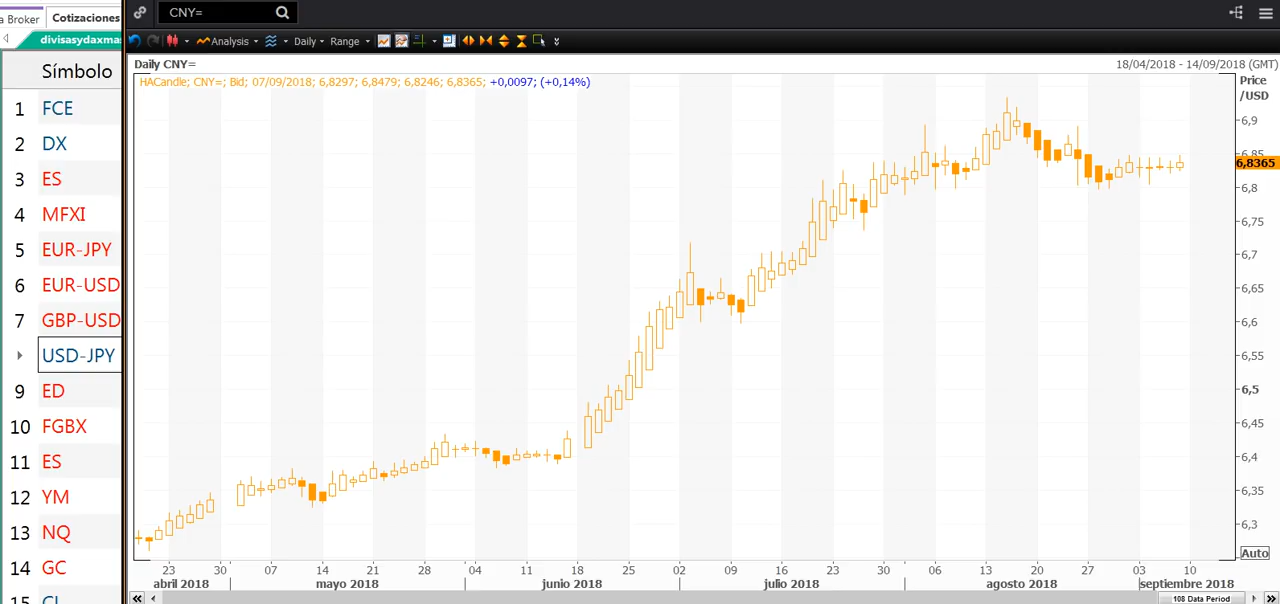 a Broker
Cotizaciones
divisasydaxma
Símbolo
1 FCE
2 DX
3 ES
4 MFXI
5 EUR-JPY
6 EUR-USD
7 GBP-USD
USD-JPY
9 ED
10 FGBX
11 ES
12 YM
13 NQ
14 GC
15 CL
CNY=
Analysis
Daily
Range
Daily CNY=
18/04/2018 - 14/09/2018 (GMT)
HACandle; CNY=; Bid; 07/09/2018; 6,8297; 6,8479; 6,8246; 6,8365; +0,0097; (+0,14%)
Price
/USD
6,9
6,85
6,8365
6,8
6,75
6,7
6,65
6,6
6,55
6,5
6,45
6,4
6,35
6,3
Auto
23 30 07 14 21 28 04 11 18 25 02 09 16 23 30 06 13 20 27 03 10
abril 2018 mayo 2018 junio 2018 julio 2018 agosto 2018 septiembre 2018
108 Data Period